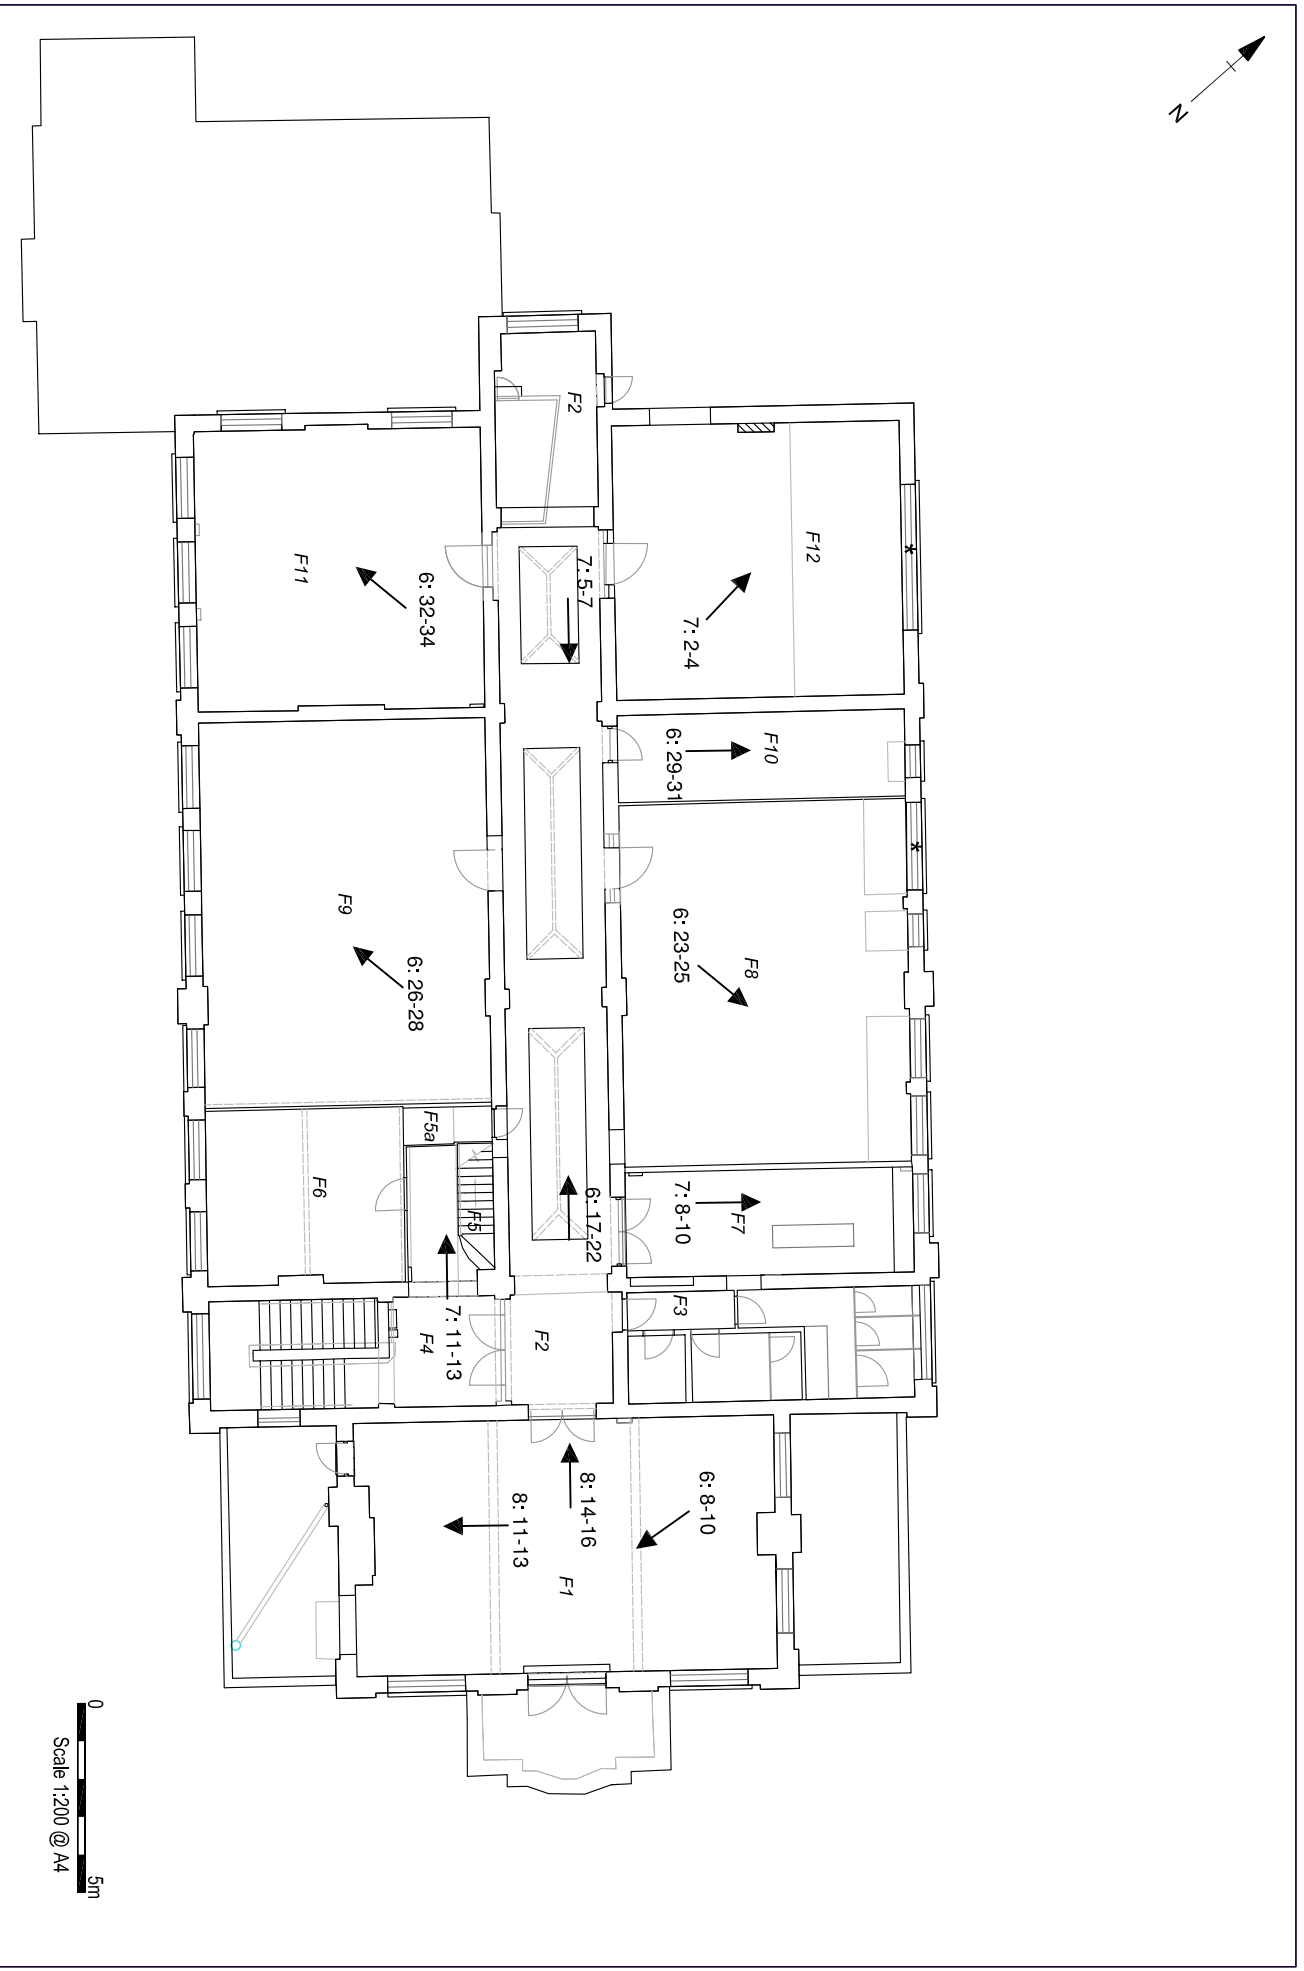 N
F2
F12
*
F11
7: 5-7
6: 32-34
7: 2-4
F10
6: 29-31
*
F9
6: 23-25
F8
6: 26-28
F5a
F6
F5
6: 17-22
7: 8-10
F7
F3
7: 11-13
F4
F2
6: 8-10
8: 14-16
8: 11-13
F1
0
5m
Scale 1:200 @ A4